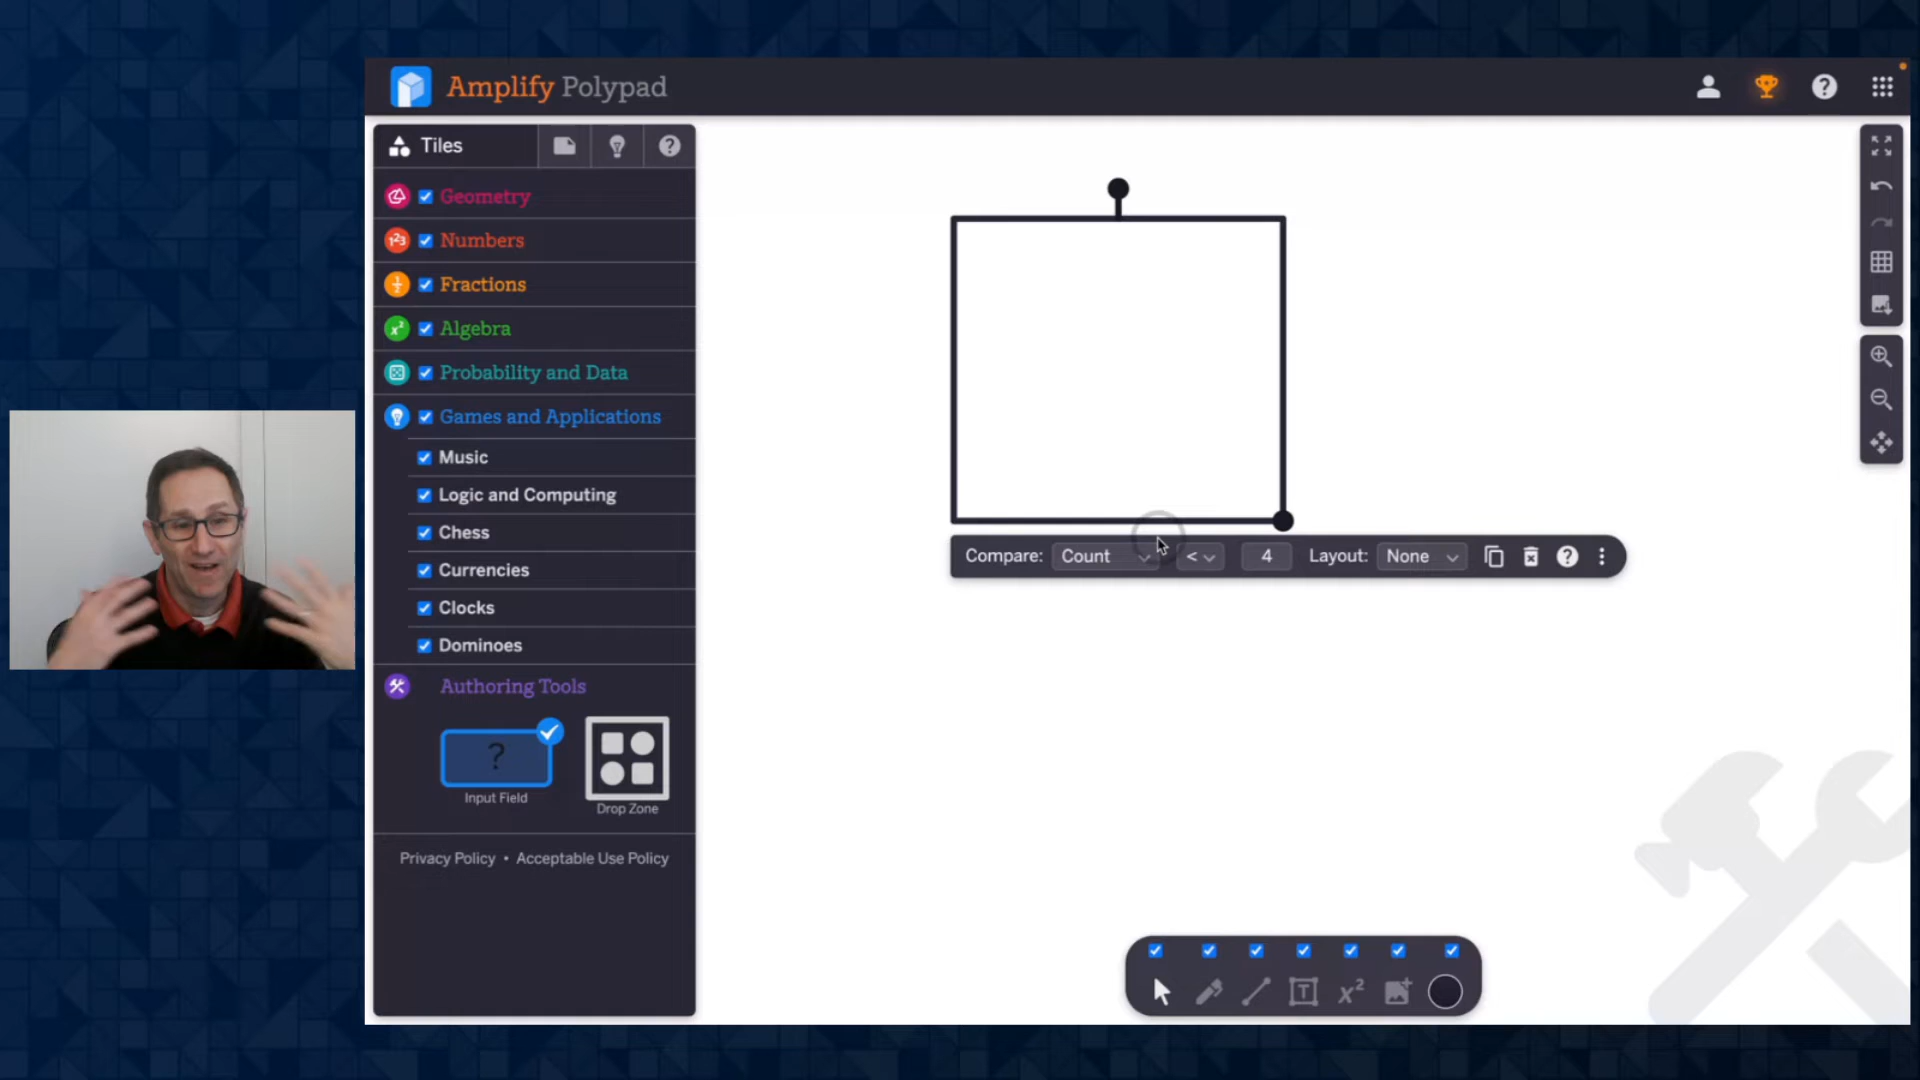 Amplify Polypad
Tiles
Geometry
Numbers
Fractions
Algebra
Probability and Data
Games and Applications
Music
Logic and Computing
Chess
Currencies
Clocks
Dominoes
Authoring Tools
?
Input Field
Drop Zone
Privacy Policy • Acceptable Use Policy
Compare: Count < 4 Layout: None